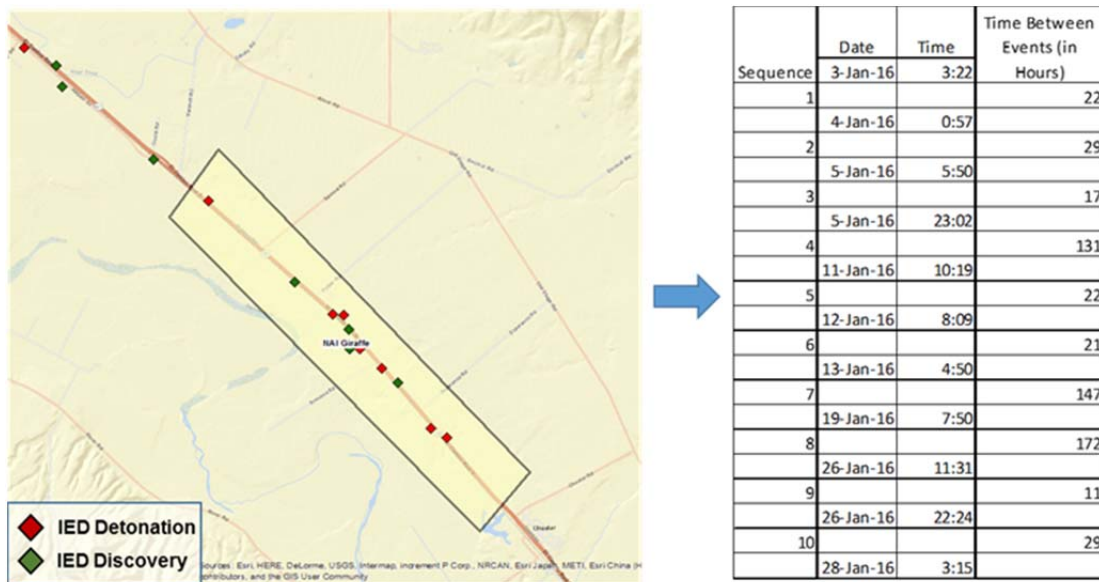 NAI Giraffe
IED Detonation
IED Discovery
Sources: Esri, HERE, DeLorme, USGS, Intermap, increment P Corp., NRCAN, Esri Japan, METI, Esri China (H
contributors, and the GIS User Community
Sequence Date Time Time Between Events (in Hours)
3-Jan-16 3:22
1 22
4-Jan-16 0:57
2 29
5-Jan-16 5:50
3 17
5-Jan-16 23:02
4 131
11-Jan-16 10:19
5 22
12-Jan-16 8:09
6 21
13-Jan-16 4:50
7 147
19-Jan-16 7:50
8 172
26-Jan-16 11:31
9 11
26-Jan-16 22:24
10 29
28-Jan-16 3:15